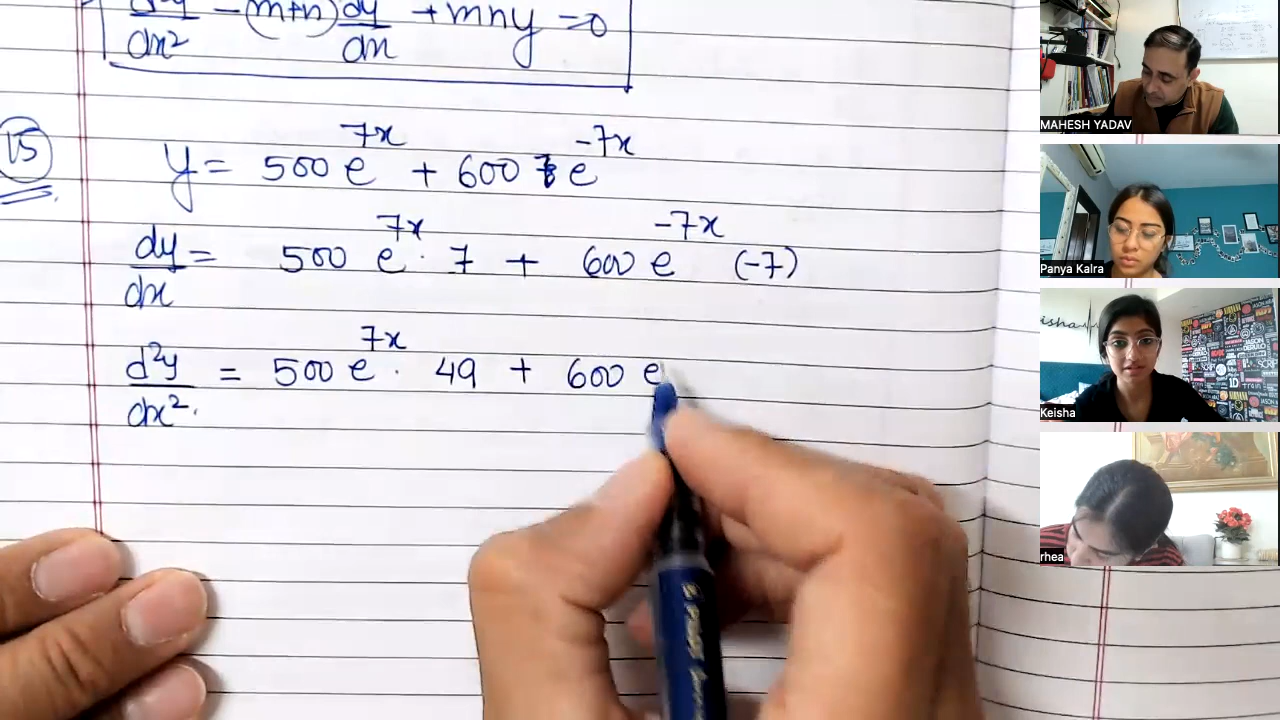 d²y/dx² - (m+n) dy/dx + mny = 0
15
y = 500 e^7x + 600 e^-7x
dy/dx = 500 e^7x · 7 + 600 e^-7x (-7)
d²y/dx² = 500 e^7x · 49 + 600 e
MAHESH YADAV
Panya Kalra
Keisha
rhea